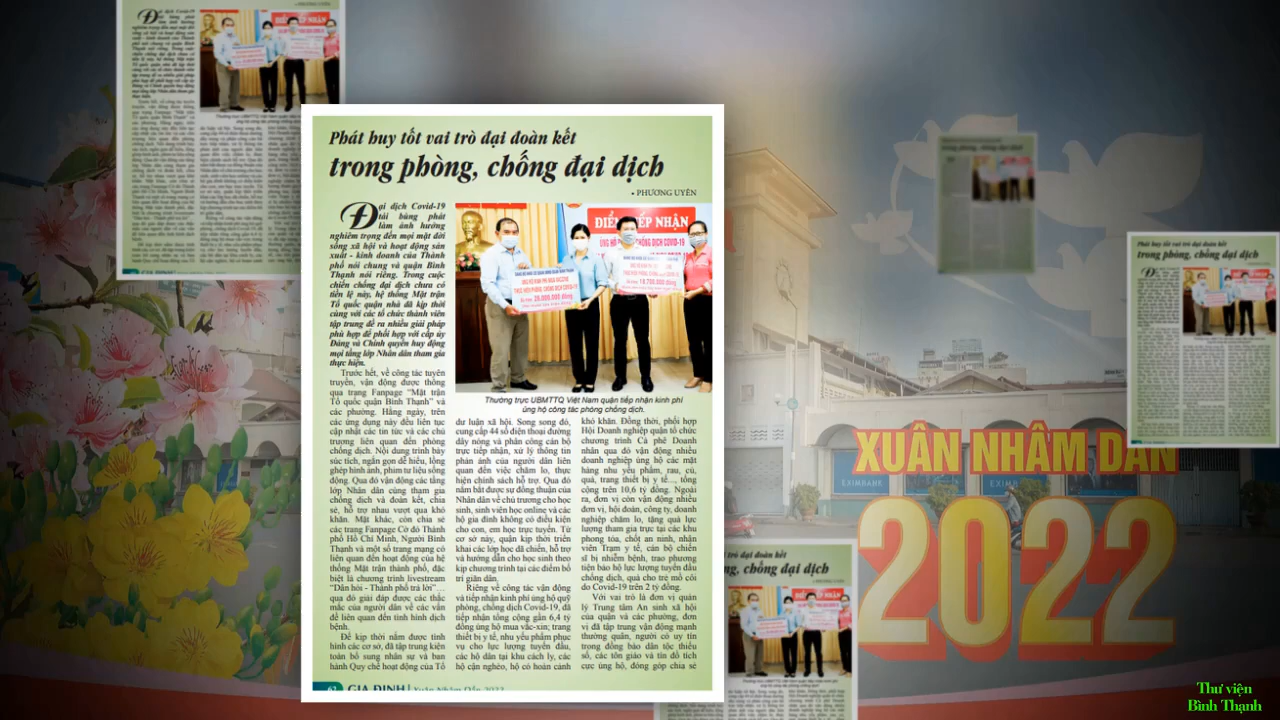 Phát huy tốt vai trò đại đoàn kết
trong phòng, chống đại dịch
• PHƯƠNG UYÊN
Đại dịch Covid-19
tái bùng phát
làm ảnh hưởng
nghiêm trọng đến mọi mặt đời
sống xã hội và hoạt động sản
xuất - kinh doanh của Thành
phố nói chung và quận Bình
Thạnh nói riêng. Trong cuộc
chiến chống đại dịch chưa có
tiền lệ này, hệ thống Mặt trận
Tổ quốc quận nhà đã kịp thời
cùng với các tổ chức thành viên
tập trung đề ra nhiều giải pháp
phù hợp để phối hợp với cấp ủy
Đảng và Chính quyền huy động
mọi tầng lớp Nhân dân tham gia
thực hiện.
Trước hết, về công tác tuyên
truyền, vận động được thông
qua trang Fanpage “Mặt trận
Tổ quốc quận Bình Thạnh” và
các phường. Hằng ngày, trên
các ứng dụng này đều liên tục
cập nhật các tin tức và các chủ
trương liên quan đến phòng
chống dịch. Nội dung trình bày
súc tích, ngắn gọn dễ hiểu, lồng
ghép hình ảnh, phim tư liệu sống
động. Qua đó vận động các tầng
lớp Nhân dân cùng tham gia
chống dịch và đoàn kết, chia
sẻ, hỗ trợ nhau vượt qua khó
khăn. Mặt khác, còn chia sẻ
các trang Fanpage Cờ đỏ Thành
phố Hồ Chí Minh, Người Bình
Thạnh và một số trang mạng có
liên quan đến hoạt động của hệ
thống Mặt trận thành phố, đặc
biệt là chương trình livestream
“Dân hỏi - Thành phố trả lời”…
qua đó giải đáp được các thắc
mắc của người dân về các vấn
đề liên quan đến tình hình dịch
bệnh.
Để kịp thời nắm được tình
hình các cơ sở, đã tập trung kiện
toàn bổ sung nhân sự và ban
hành Quy chế hoạt động của Tổ
ĐIỂM TIẾP NHẬN
ỦNG HỘ KINH PHÍ MUA VACCINE
THỰC HIỆN PHÒNG, CHỐNG COVID-19
Thường trực UBMTTQ Việt Nam quận tiếp nhận kinh phí
ủng hộ công tác phòng chống dịch.
dư luận xã hội. Song song đó,
cung cấp 44 số điện thoại đường
dây nóng và phân công cán bộ
trực tiếp nhận, xử lý thông tin
phản ánh của người dân liên
quan đến việc chăm lo, thực
hiện chính sách hỗ trợ. Qua đó
nắm bắt được sự đồng thuận của
Nhân dân về chủ trương cho học
sinh, sinh viên học online và các
hộ gia đình không có điều kiện
cho con, em học trực tuyến. Từ
cơ sở này, quận kịp thời triển
khai các lớp học dã chiến, hỗ trợ
và hướng dẫn cho học sinh theo
kịp chương trình tại các điểm bố
trí giãn dân.
Riêng về công tác vận động
và tiếp nhận kinh phí ủng hộ quỹ
phòng, chống dịch Covid-19, đã
tiếp nhận tổng cộng gần 6,4 tỷ
đồng ủng hộ mua vắc-xin; trang
thiết bị y tế, nhu yếu phẩm phục
vụ cho lực lượng tuyến đầu,
các hộ dân tại khu cách ly, các
hộ cận nghèo, hộ có hoàn cảnh
khó khăn. Đồng thời, phối hợp
Hội Doanh nghiệp quận tổ chức
chương trình Cà phê Doanh
nhân qua đó vận động nhiều
doanh nghiệp ủng hộ các mặt
hàng nhu yếu phẩm, rau, củ,
quả, trang thiết bị y tế…, tổng
cộng trên 10,6 tỷ đồng. Ngoài
ra, đơn vị còn vận động nhiều
đơn vị, hội đoàn, công ty, doanh
nghiệp chăm lo, tặng quà lực
lượng tham gia trực tại các khu
phong tỏa, chốt an ninh, nhân
viên Trạm y tế, cán bộ chiến
sĩ bị nhiễm bệnh, trao phương
tiện bảo hộ lực lượng tuyến đầu
chống dịch, quà cho trẻ mồ côi
do Covid-19 trên 2 tỷ đồng.
Với vai trò là đơn vị quản
lý Trung tâm An sinh xã hội
của quận và các phường, đơn
vị đã tập trung vận động mạnh
thường quân, người có uy tín
trong đồng bào dân tộc thiểu
số, các tôn giáo và tín đồ tích
cực ủng hộ, đóng góp chia sẻ
62 GIA ĐỊNH | Xuân Nhâm Dần 2022
EXIMBANK
XUÂN NHÂM DẦN
2022
Thư viện
Bình Thạnh